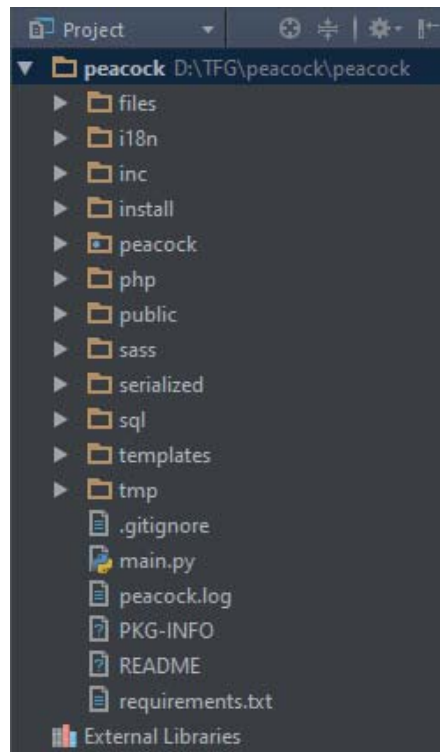 Project
peacock D:\TFG\peacock\peacock
files
i18n
inc
install
peacock
php
public
sass
serialized
sql
templates
tmp
.gitignore
main.py
peacock.log
PKG-INFO
README
requirements.txt
External Libraries